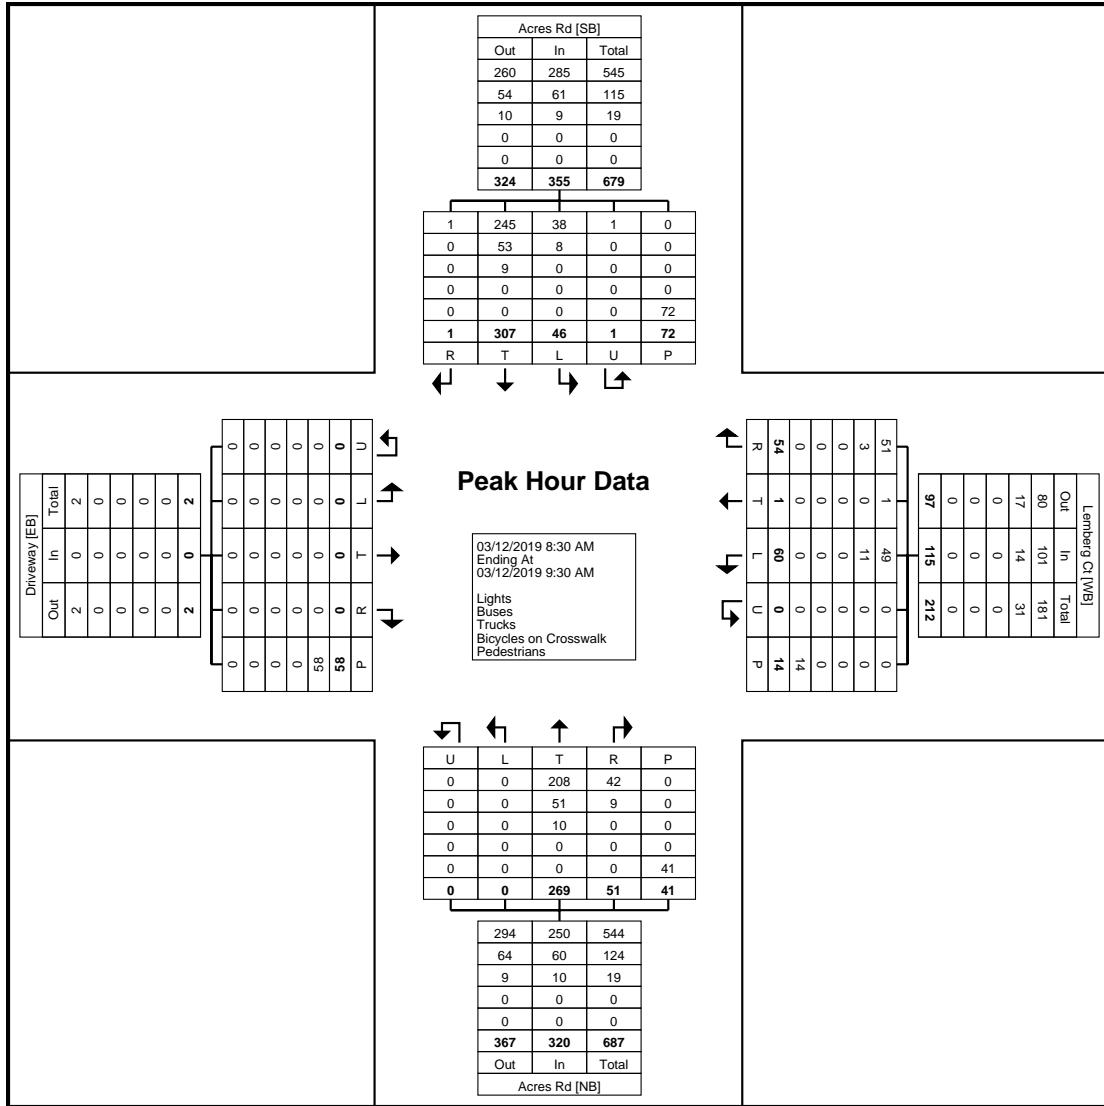 Acres Rd [SB]
Out In Total
260 285 545
54 61 115
10 9 19
0 0 0
0 0 0
324 355 679
1 245 38 1 0
0 53 8 0 0
0 9 0 0 0
0 0 0 0 0
0 0 0 0 72
1 307 46 1 72
R T L U P
Driveway [EB]
Total 2 0 0 0 0 2
In 0 0 0 0 0 0
Out 2 0 0 0 0 2
0 0 0 0 0 0 U
0 0 0 0 0 0 L
0 0 0 0 0 0 T
0 0 0 0 0 0 R
0 0 0 0 58 58 P
Peak Hour Data
03/12/2019 8:30 AM
Ending At
03/12/2019 9:30 AM
Lights
Buses
Trucks
Bicycles on Crosswalk
Pedestrians
R 54 0 0 0 3 51
T 1 0 0 0 0 1
L 60 0 0 0 11 49
U 0 0 0 0 0 0
P 14 14 0 0 0 0
Lemberg Ct [WB]
Out In Total
80 101 181
17 14 31
0 0 0
0 0 0
0 0 0
97 115 212
U L T R P
0 0 208 42 0
0 0 51 9 0
0 0 10 0 0
0 0 0 0 0
0 0 0 0 41
0 0 269 51 41
294 250 544
64 60 124
9 10 19
0 0 0
0 0 0
367 320 687
Out In Total
Acres Rd [NB]